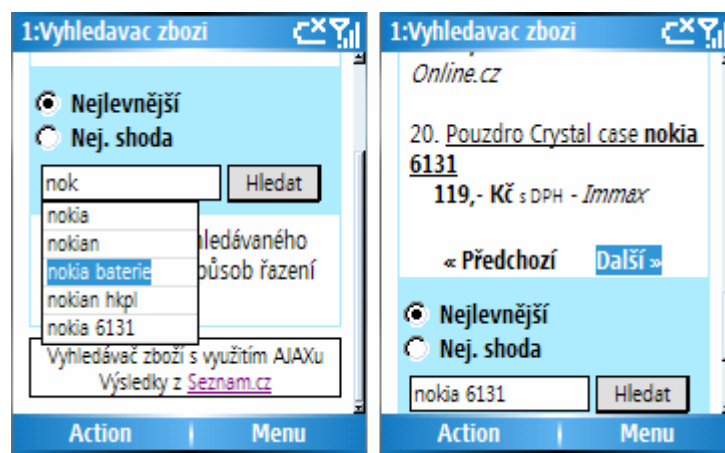 1:Vyhledavac zbozi
Nejlevnější
Nej. shoda
nok
Hledat
nokia
nokian
nokia baterie
nokian hkpl
nokia 6131
hledávaného
působ řazení
Vyhledávač zboží s využitím AJAXu
Výsledky z Seznam.cz
Action
Menu
1:Vyhledavac zbozi
Online.cz
20. Pouzdro Crystal case nokia
6131
119,- Kč s DPH - Immax
« Předchozí
Další »
Nejlevnější
Nej. shoda
nokia 6131
Hledat
Action
Menu